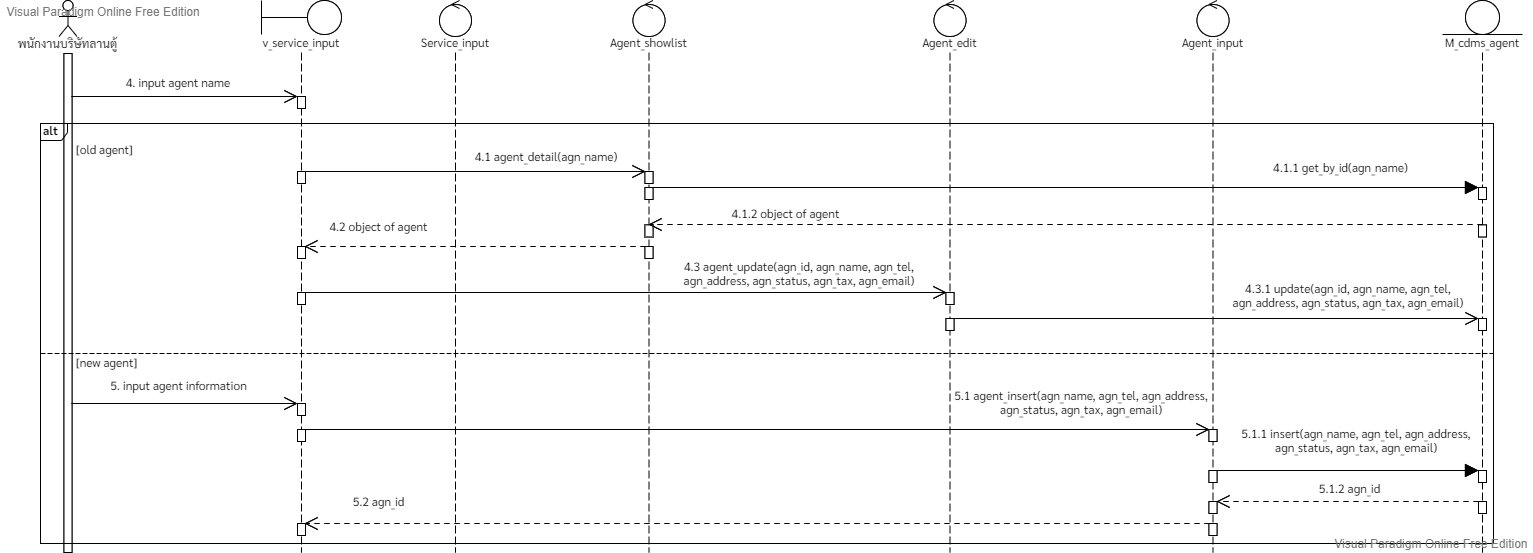 Visual Paradigm Online Free Edition
พนักงานบริษัทลานตู้
v_service_input
Service_input
Agent_showlist
Agent_edit
Agent_input
M_cdms_agent
4. input agent name
alt
[old agent]
4.1 agent_detail(agn_name)
4.1.1 get_by_id(agn_name)
4.1.2 object of agent
4.2 object of agent
4.3 agent_update(agn_id, agn_name, agn_tel,
agn_address, agn_status, agn_tax, agn_email)
4.3.1 update(agn_id, agn_name, agn_tel,
agn_address, agn_status, agn_tax, agn_email)
[new agent]
5. input agent information
5.1 agent_insert(agn_name, agn_tel, agn_address,
agn_status, agn_tax, agn_email)
5.1.1 insert(agn_name, agn_tel, agn_address,
agn_status, agn_tax, agn_email)
5.1.2 agn_id
5.2 agn_id
Visual Paradigm Online Free Edition